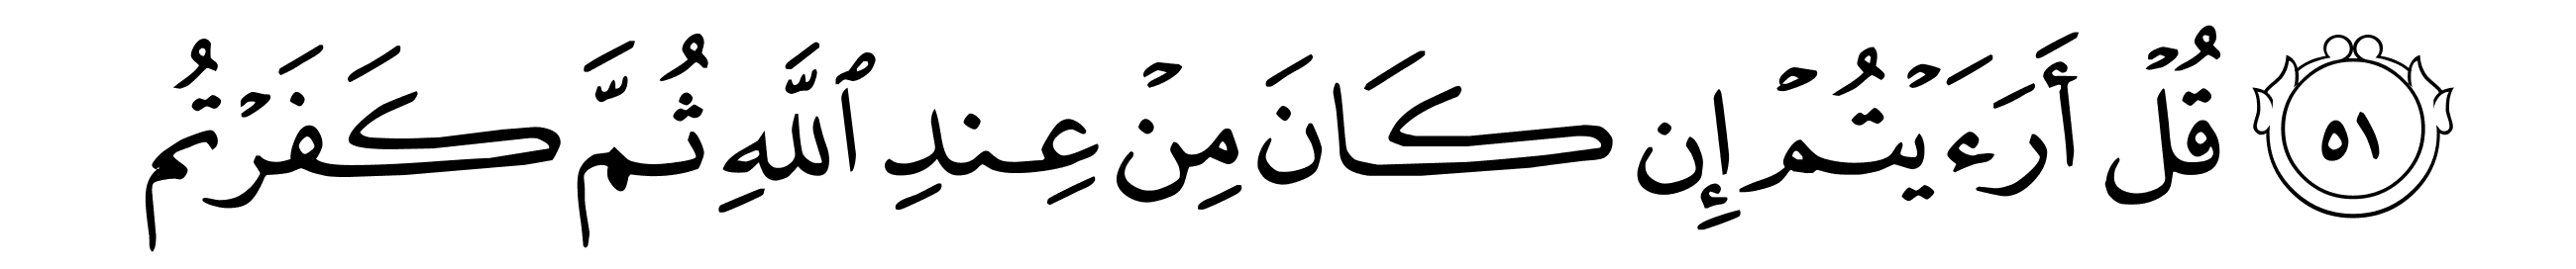 ٥١ قُلْ أَرَءَيْتُمْ إِن كَانَ مِنْ عِندِ ٱللَّهِ ثُمَّ كَفَرْتُم